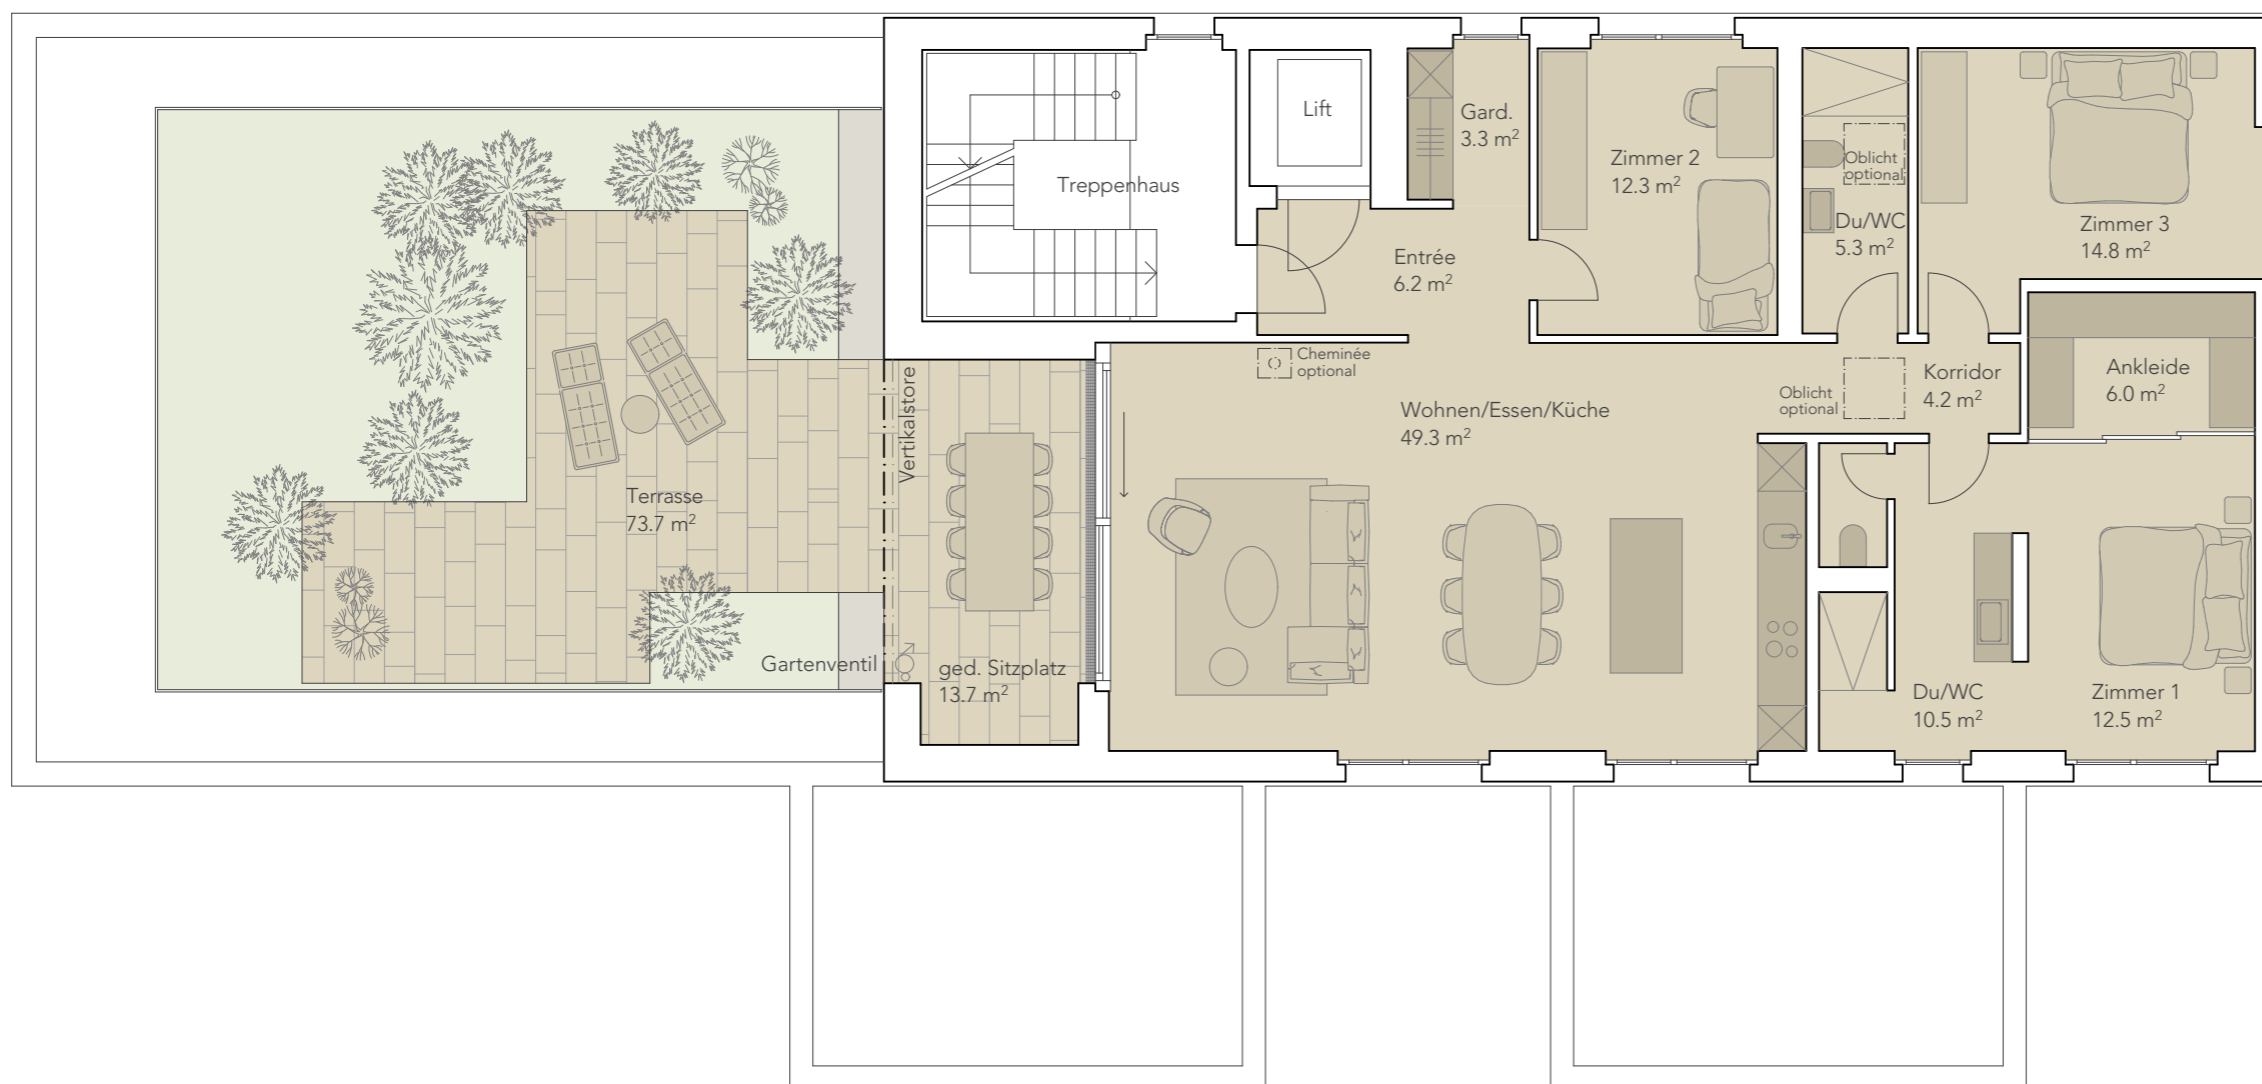 Lift
Gard.
3.3 m²
Treppenhaus
Zimmer 2
12.3 m²
Oblicht
optional
Du/WC
5.3 m²
Zimmer 3
14.8 m²
Entrée
6.2 m²
Cheminée
optional
Vertikalstore
Wohnen/Essen/Küche
49.3 m²
Oblicht
optional
Korridor
4.2 m²
Ankleide
6.0 m²
Terrasse
73.7 m²
Gartenventil
ged. Sitzplatz
13.7 m²
Du/WC
10.5 m²
Zimmer 1
12.5 m²